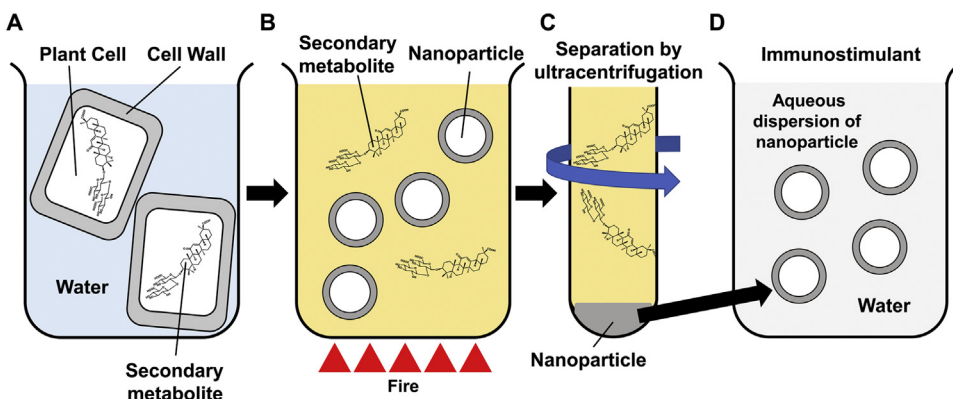 A
Plant Cell
Cell Wall
Water
Secondary
metabolite
B
Secondary
metabolite
Nanoparticle
Fire
C
Separation by
ultracentrifugation
Nanoparticle
D
Immunostimulant
Aqueous
dispersion of
nanoparticle
Water